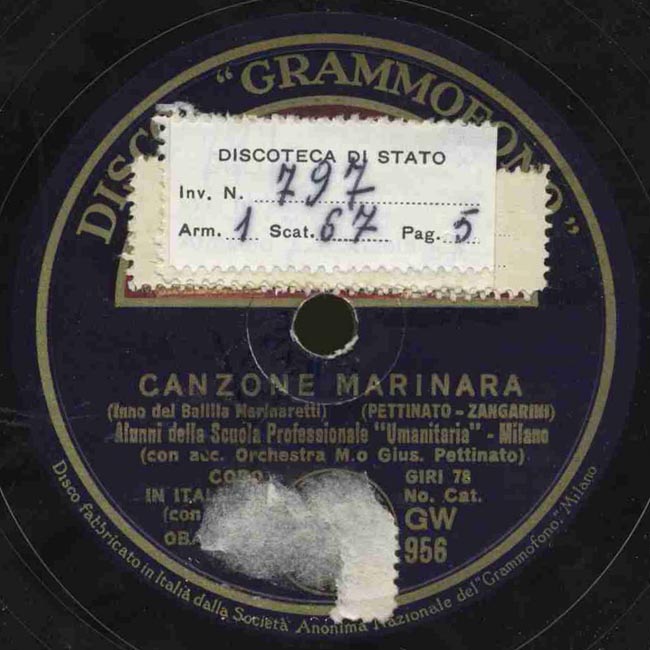 DISCO "GRAMMOFONO"
DISCOTECA DI STATO
Inv. N. 797
Arm. 1 Scat. 67 Pag. 5
CANZONE MARINARA
(Inno dei Balilla Marinaretti) (PETTINATO - ZANGARINI)
Alunni della Scuola Professionale "Umanitaria" - Milano
(con acc. Orchestra M.o Gius. Pettinato)
CORO GIRI 78
IN ITAL No. Cat.
(con GW
956
Disco fabbricato in Italia dalla Società Anonima Nazionale del "Grammofono". Milano